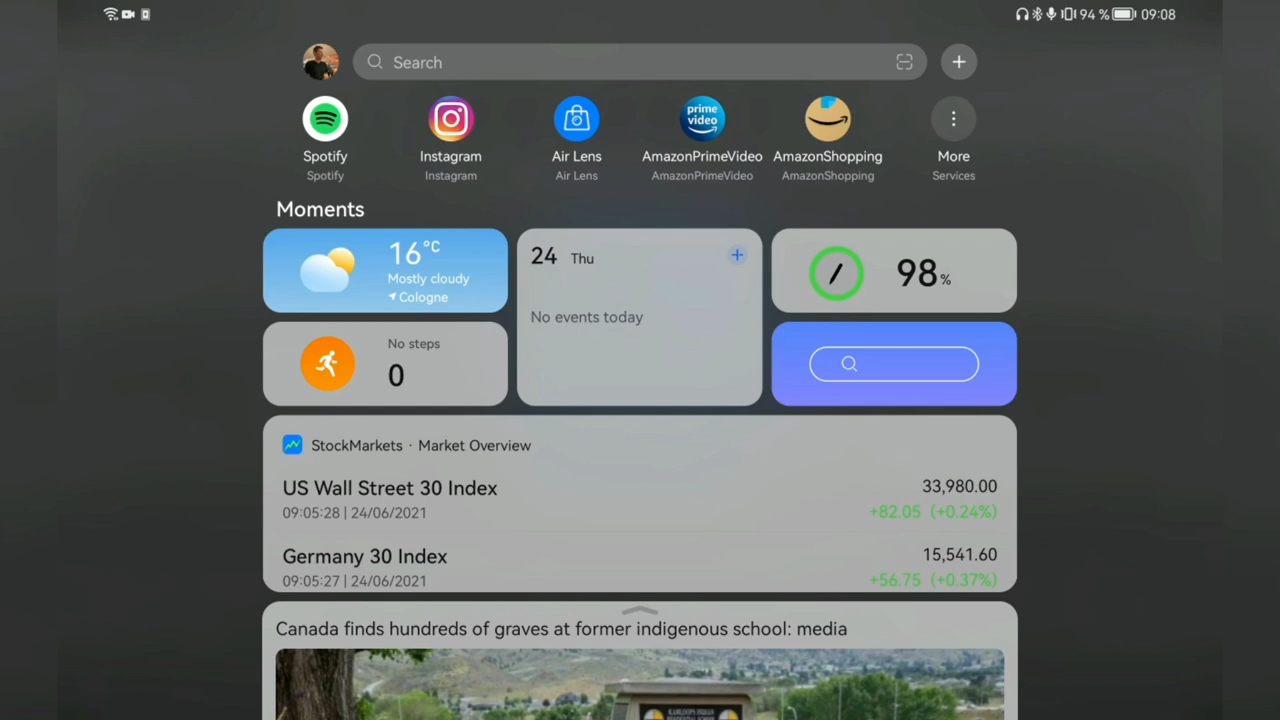 94 % 09:08
Search
prime video
Spotify Instagram Air Lens AmazonPrimeVideo AmazonShopping More
Spotify Instagram Air Lens AmazonPrimeVideo AmazonShopping Services
Moments
16°C
Mostly cloudy
Cologne
24 Thu
No events today
98%
No steps
0
StockMarkets · Market Overview
US Wall Street 30 Index 33,980.00
09:05:28 | 24/06/2021 +82.05 (+0.24%)
Germany 30 Index 15,541.60
09:05:27 | 24/06/2021 +56.75 (+0.37%)
Canada finds hundreds of graves at former indigenous school: media
KAMLOOPS INDIAN
RESIDENTIAL SCHOOL